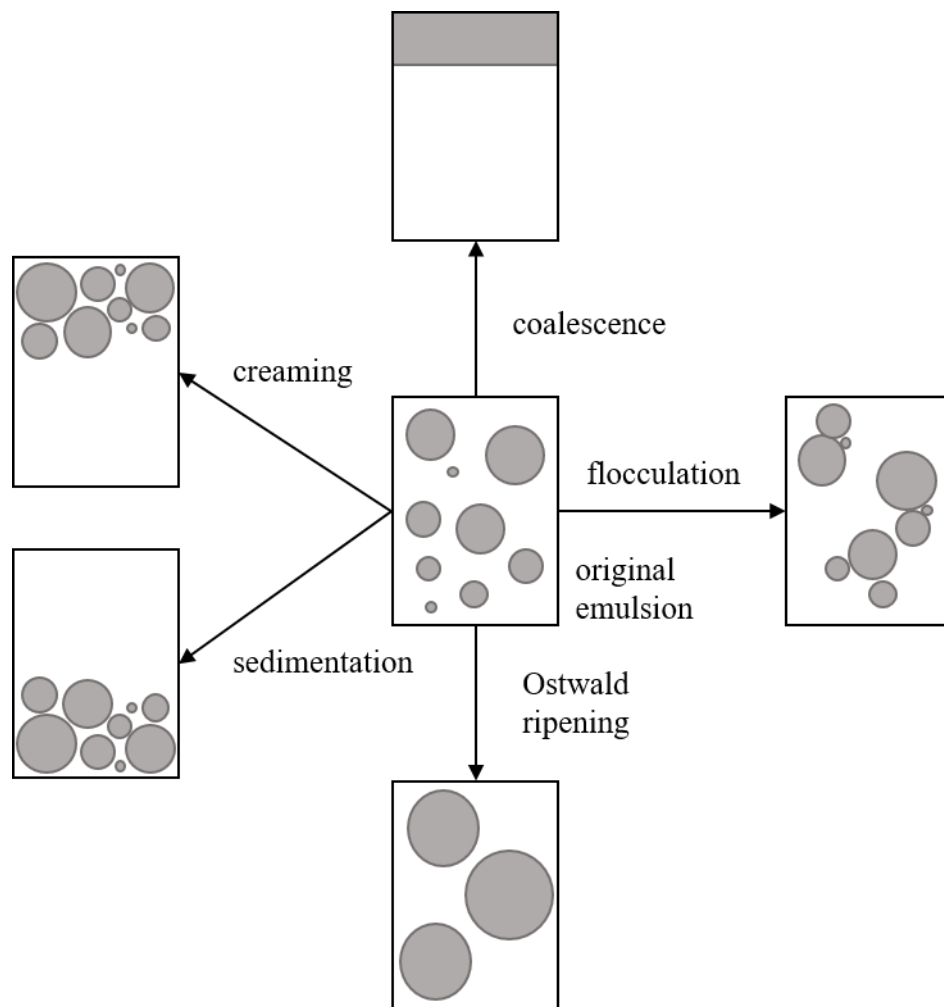 coalescence
creaming
flocculation
original
emulsion
sedimentation
Ostwald
ripening